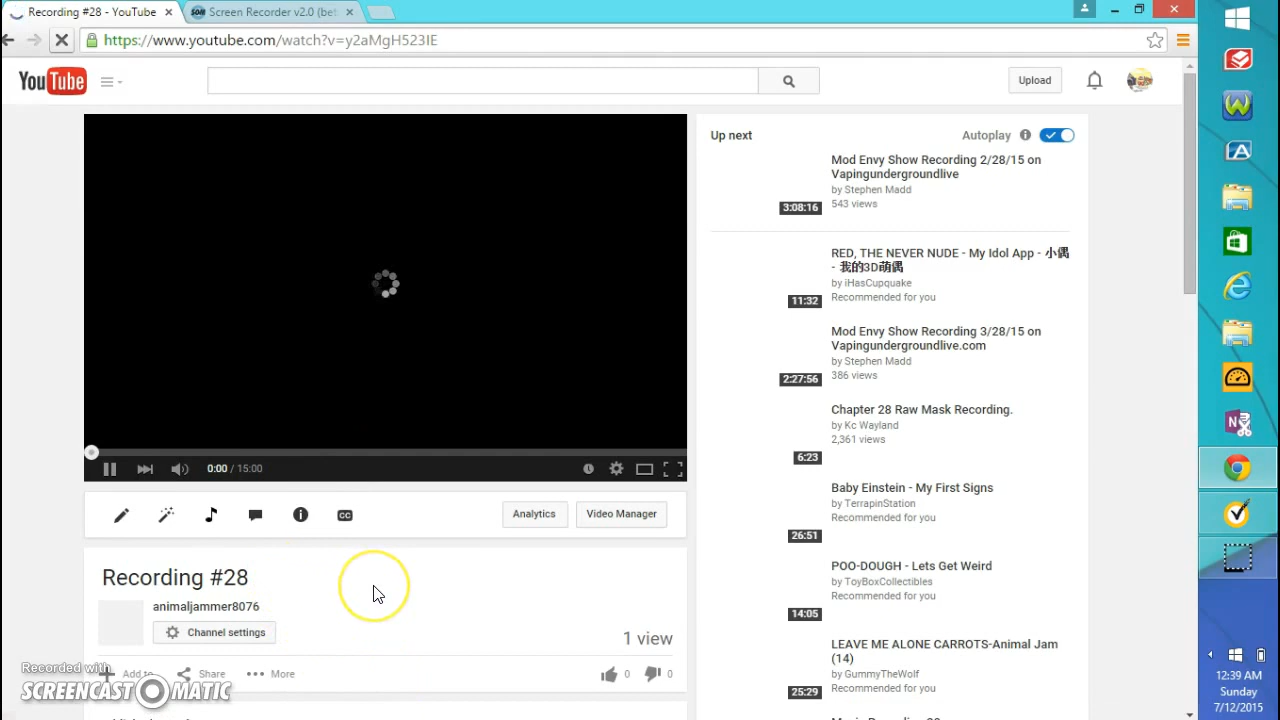 Recording #28 - YouTube
Screen Recorder v2.0 (bet
https://www.youtube.com/watch?v=y2aMgH523IE
YouTube
Upload
Up next
Autoplay
Mod Envy Show Recording 2/28/15 on
Vapingundergroundlive
by Stephen Madd
543 views
3:08:16
RED, THE NEVER NUDE - My Idol App - 小偶
- 我的3D萌偶
by iHasCupquake
Recommended for you
11:32
Mod Envy Show Recording 3/28/15 on
Vapingundergroundlive.com
by Stephen Madd
386 views
2:27:56
Chapter 28 Raw Mask Recording.
by Kc Wayland
2,361 views
6:23
Baby Einstein - My First Signs
by TerrapinStation
Recommended for you
26:51
POO-DOUGH - Lets Get Weird
by ToyBoxCollectibles
Recommended for you
14:05
LEAVE ME ALONE CARROTS-Animal Jam
(14)
by GummyTheWolf
Recommended for you
25:29
0:00 / 15:00
CC
Analytics
Video Manager
Recording #28
animaljammer8076
Channel settings
1 view
Add to
Share
More
0
0
Recorded with
SCREENCAST O MATIC
12:39 AM
Sunday
7/12/2015